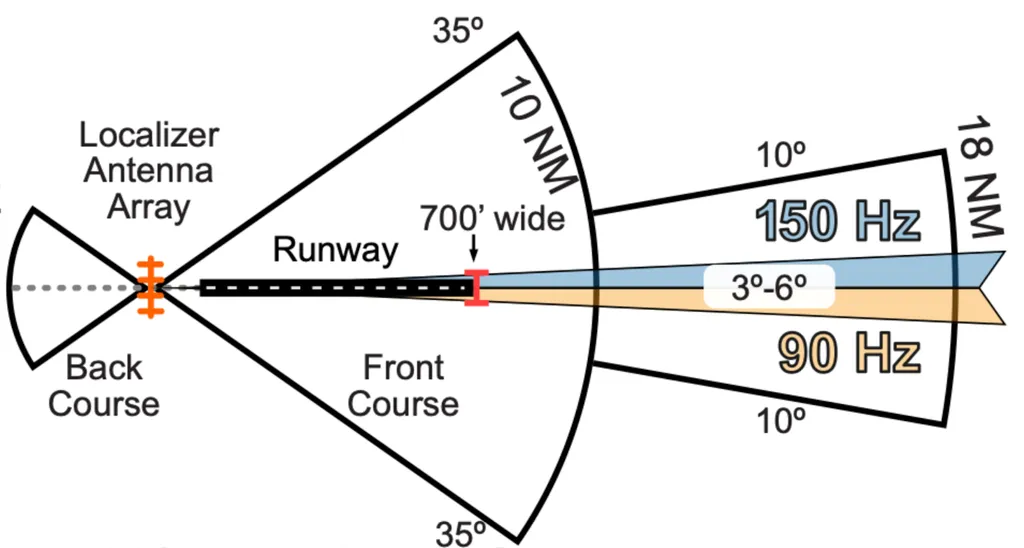 35º
10 NM
Localizer
Antenna
Array
700’ wide
Runway
10º
18 NM
150 Hz
3º-6º
90 Hz
Back
Course
Front
Course
10º
35º